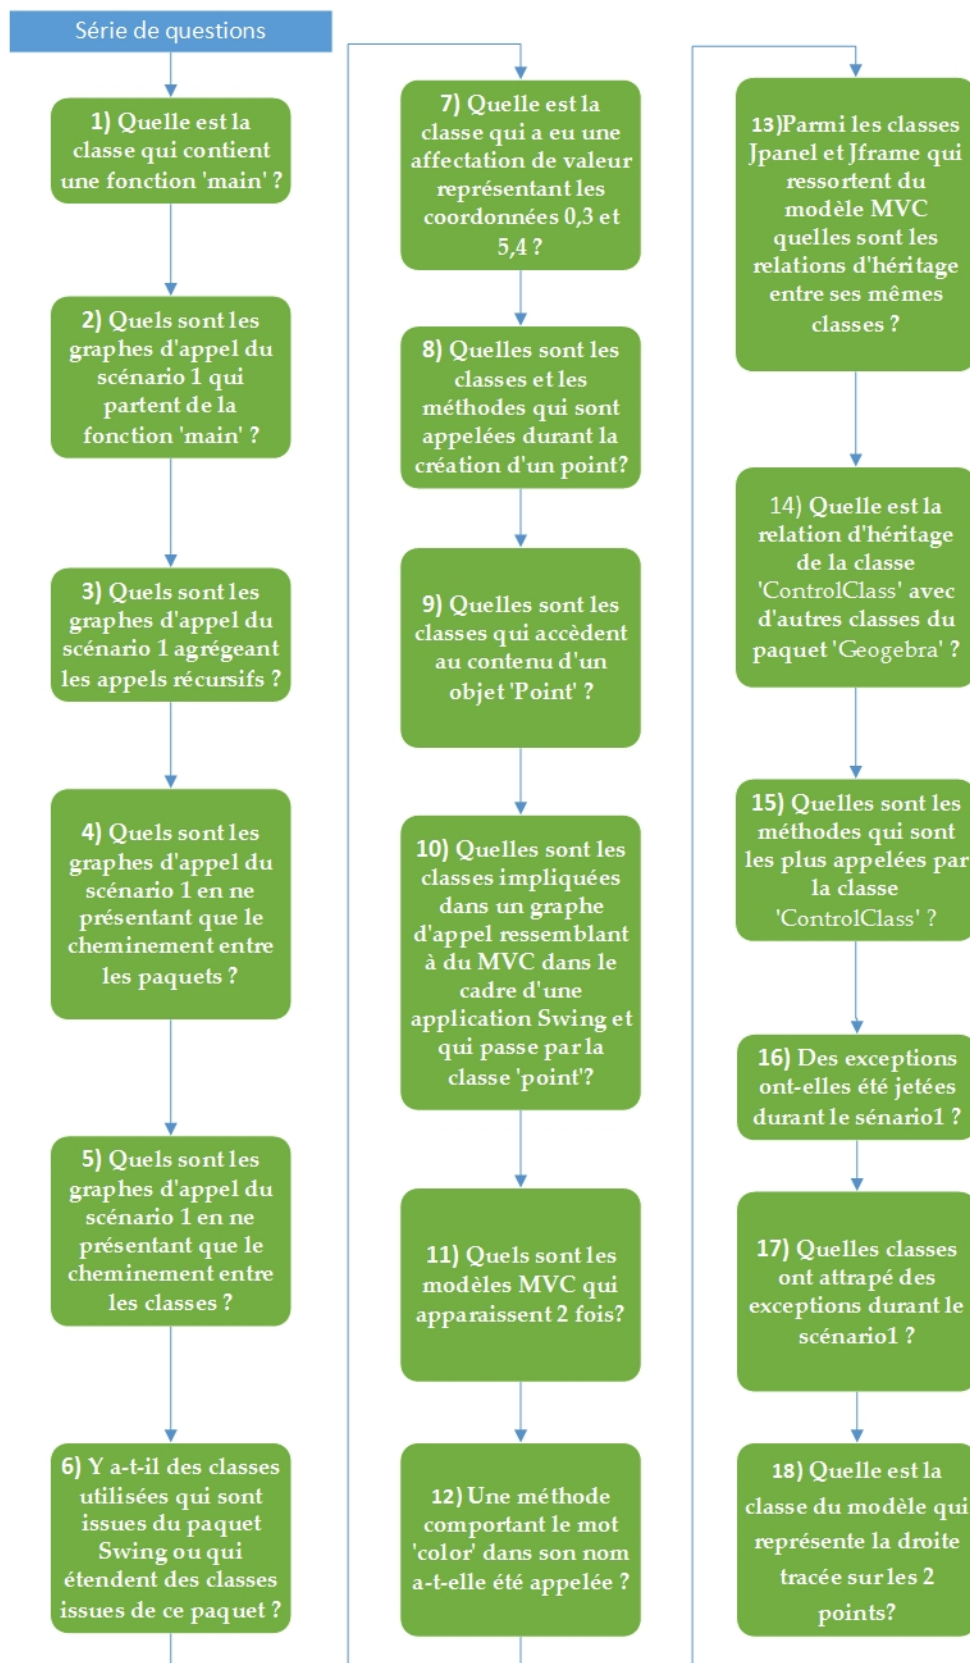 Série de questions
1) Quelle est la
classe qui contient
une fonction 'main' ?
2) Quels sont les
graphes d'appel du
scénario 1 qui
partent de la
fonction 'main' ?
3) Quels sont les
graphes d'appel du
scénario 1 agrégeant
les appels récursifs ?
4) Quels sont les
graphes d'appel du
scénario 1 en ne
présentant que le
cheminement entre
les paquets ?
5) Quels sont les
graphes d'appel du
scénario 1 en ne
présentant que le
cheminement entre
les classes ?
6) Y a-t-il des classes
utilisées qui sont
issues du paquet
Swing ou qui
étendent des classes
issues de ce paquet ?
7) Quelle est la
classe qui a eu une
affectation de valeur
représentant les
coordonnées 0,3 et
5,4 ?
8) Quelles sont les
classes et les
méthodes qui sont
appelées durant la
création d'un point?
9) Quelles sont les
classes qui accèdent
au contenu d'un
objet 'Point' ?
10) Quelles sont les
classes impliquées
dans un graphe
d'appel ressemblant
à du MVC dans le
cadre d'une
application Swing et
qui passe par la
classe 'point'?
11) Quels sont les
modèles MVC qui
apparaissent 2 fois?
12) Une méthode
comportant le mot
'color' dans son nom
a-t-elle été appelée ?
13)Parmi les classes
Jpanel et Jframe qui
ressortent du
modèle MVC
quelles sont les
relations d'héritage
entre ses mêmes
classes ?
14) Quelle est la
relation d'héritage
de la classe
'ControlClass' avec
d'autres classes du
paquet 'Geogebra' ?
15) Quelles sont les
méthodes qui sont
les plus appelées par
la classe
'ControlClass' ?
16) Des exceptions
ont-elles été jetées
durant le sénario1 ?
17) Quelles classes
ont attrapé des
exceptions durant le
scénario1 ?
18) Quelle est la
classe du modèle qui
représente la droite
tracée sur les 2
points?